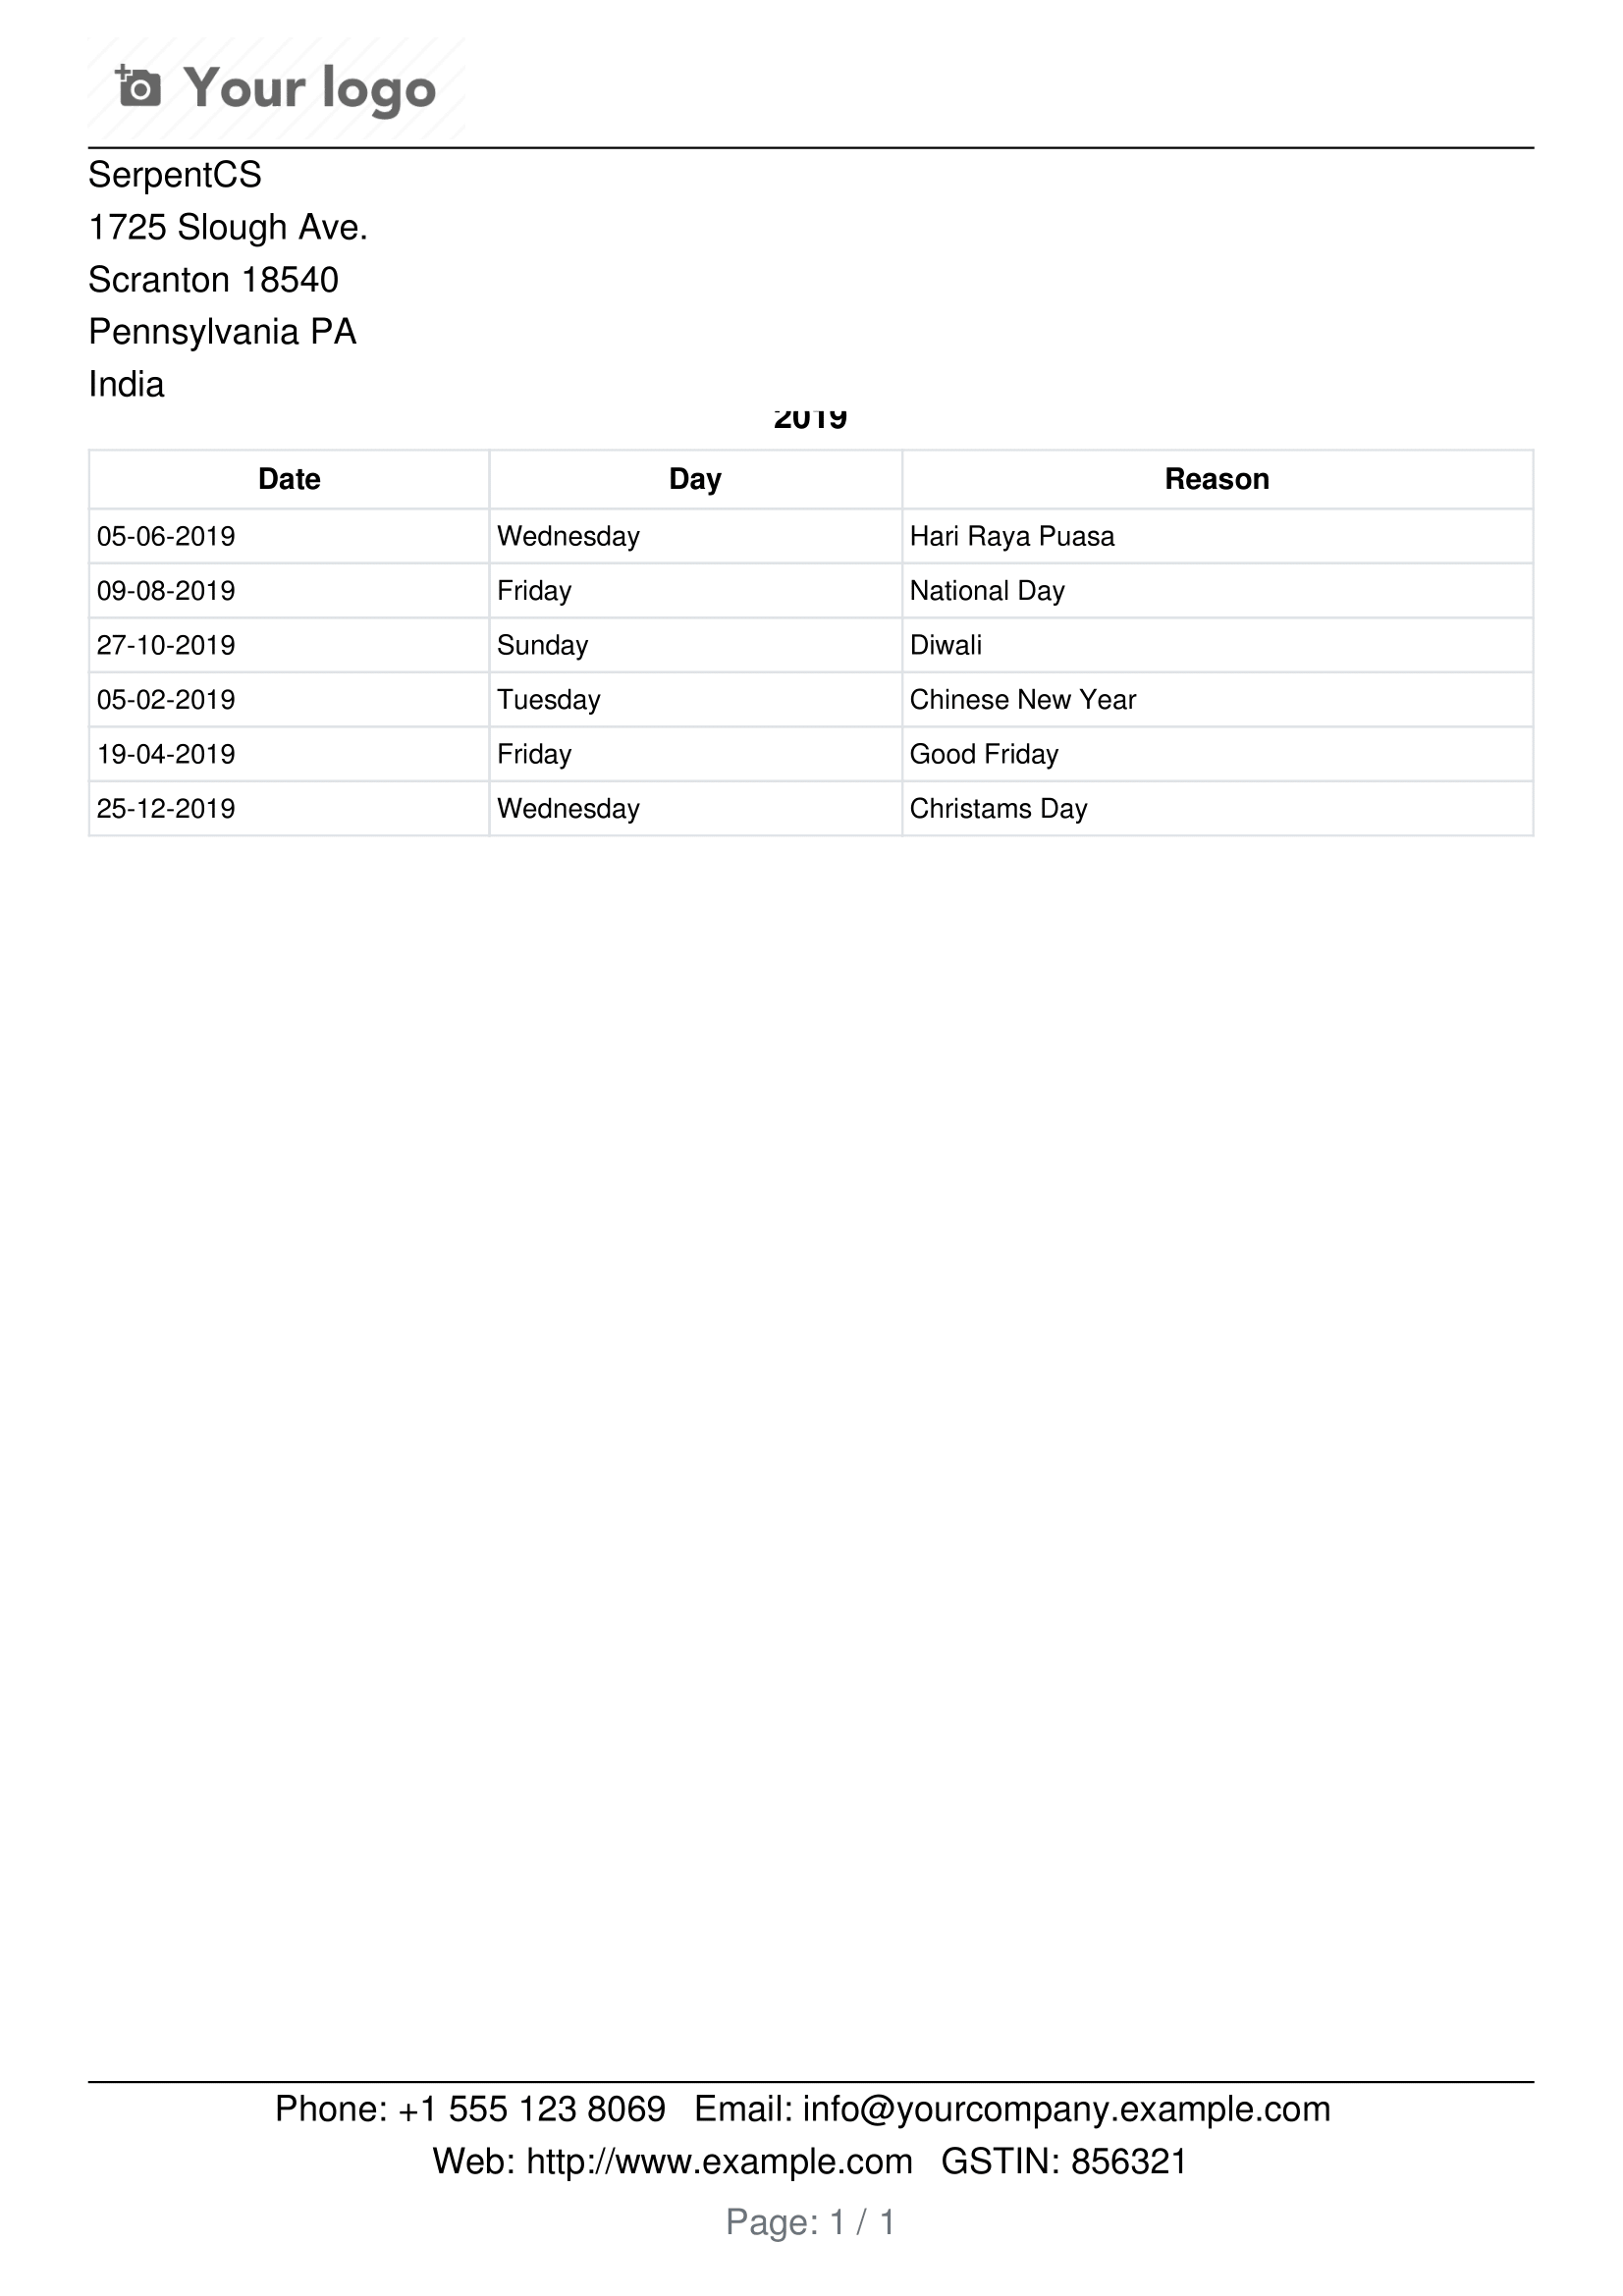 Your logo
SerpentCS
1725 Slough Ave.
Scranton 18540
Pennsylvania PA
India
2019
Date Day Reason
05-06-2019 Wednesday Hari Raya Puasa
09-08-2019 Friday National Day
27-10-2019 Sunday Diwali
05-02-2019 Tuesday Chinese New Year
19-04-2019 Friday Good Friday
25-12-2019 Wednesday Christams Day
Phone: +1 555 123 8069 Email: info@yourcompany.example.com
Web: http://www.example.com GSTIN: 856321
Page: 1 / 1